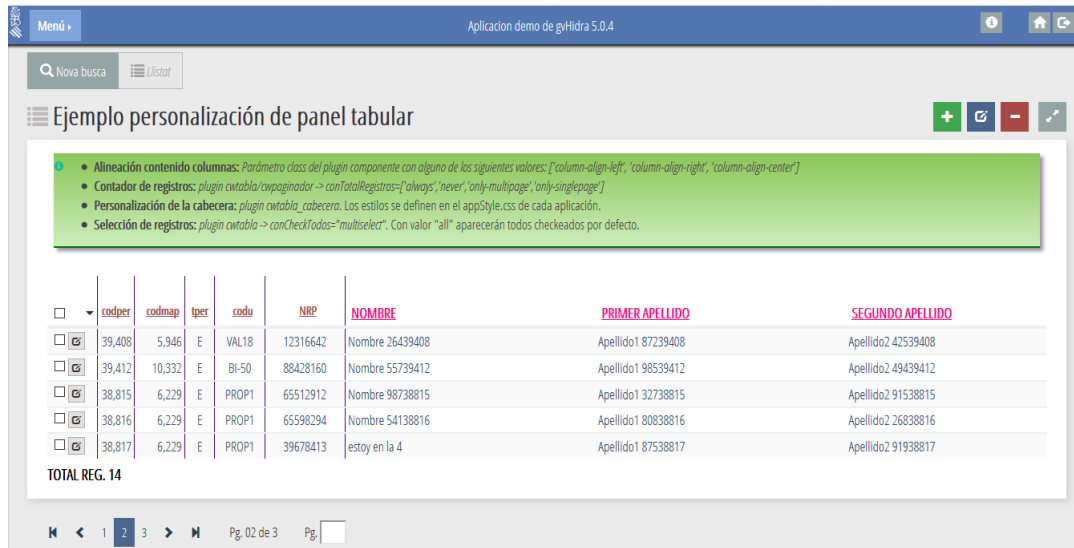 Menú
Aplicacion demo de gvHidra 5.0.4
Nova busca Llistat
Ejemplo personalización de panel tabular
Alineación contenido columnas: Parámetro class del plugin componente con alguno de los siguientes valores: ['column-align-left', 'column-align-right', 'column-align-center']
Contador de registros: plugin cwtabla/cwpaginador -> conTotalRegistros=['always','never','only-multipage','only-singlepage']
Personalización de la cabecera: plugin cwtabla_cabecera. Los estilos se definen en el appStyle.css de cada aplicación.
Selección de registros: plugin cwtabla -> conCheckTodos="multiselect". Con valor "all" aparecerán todos checkeados por defecto.
codper codmap tper codu NRP NOMBRE PRIMER APELLIDO SEGUNDO APELLIDO
39,408 5,946 E VAL18 12316642 Nombre 26439408 Apellido1 87239408 Apellido2 42539408
39,412 10,332 E BI-50 88428160 Nombre 55739412 Apellido1 98539412 Apellido2 49439412
38,815 6,229 E PROP1 65512912 Nombre 98738815 Apellido1 32738815 Apellido2 91538815
38,816 6,229 E PROP1 65598294 Nombre 54138816 Apellido1 80838816 Apellido2 26838816
38,817 6,229 E PROP1 39678413 estoy en la 4 Apellido1 87538817 Apellido2 91938817
TOTAL REG. 14
1 2 3 Pg. 02 de 3 Pg.